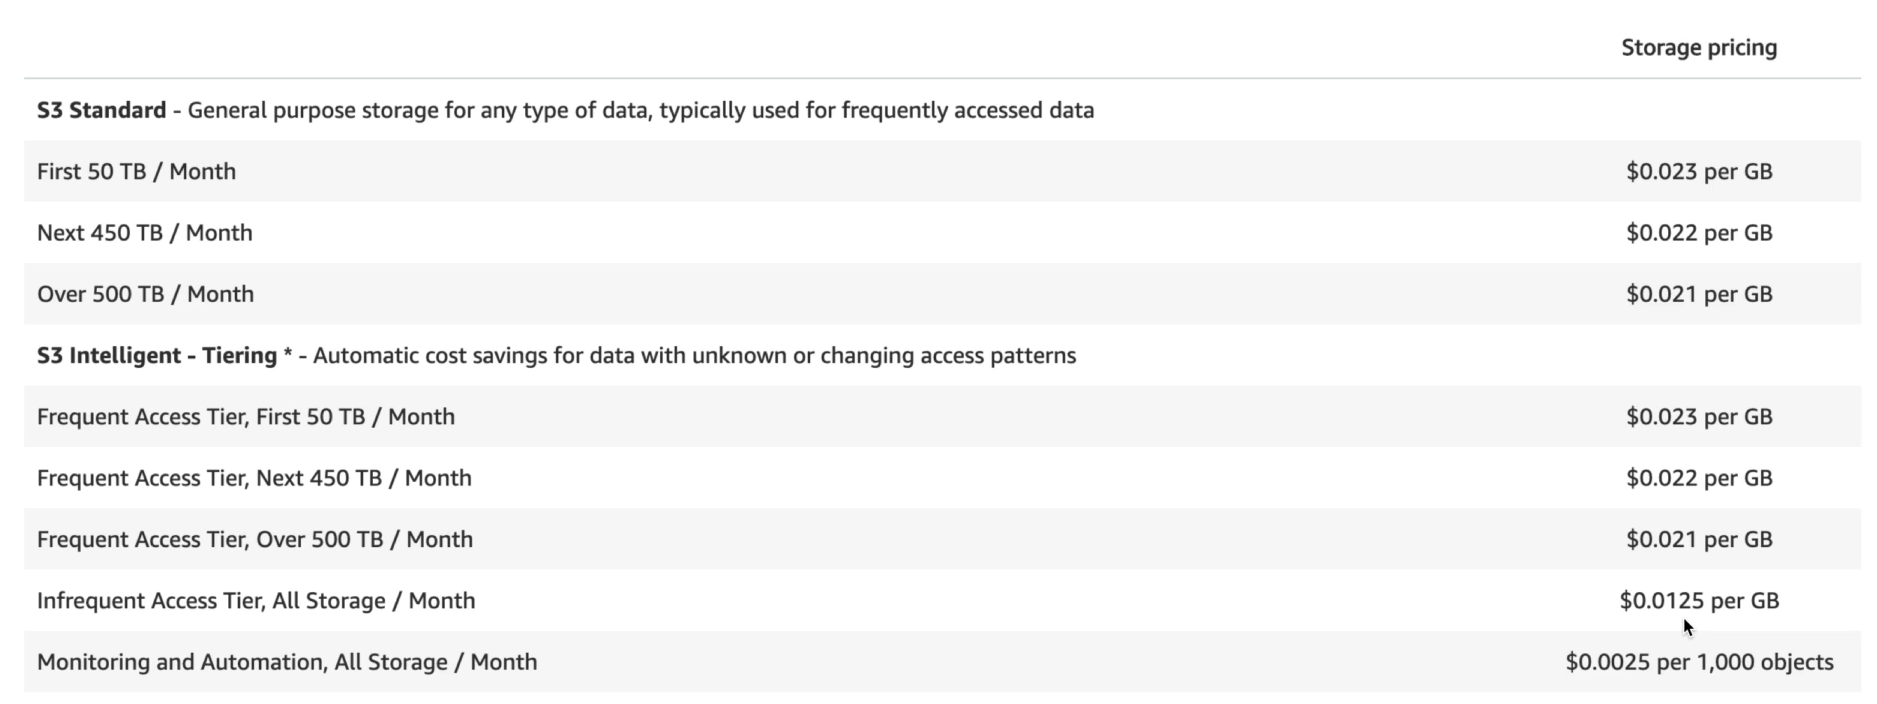 Storage pricing
S3 Standard - General purpose storage for any type of data, typically used for frequently accessed data
First 50 TB / Month $0.023 per GB
Next 450 TB / Month $0.022 per GB
Over 500 TB / Month $0.021 per GB
S3 Intelligent - Tiering * - Automatic cost savings for data with unknown or changing access patterns
Frequent Access Tier, First 50 TB / Month $0.023 per GB
Frequent Access Tier, Next 450 TB / Month $0.022 per GB
Frequent Access Tier, Over 500 TB / Month $0.021 per GB
Infrequent Access Tier, All Storage / Month $0.0125 per GB
Monitoring and Automation, All Storage / Month $0.0025 per 1,000 objects